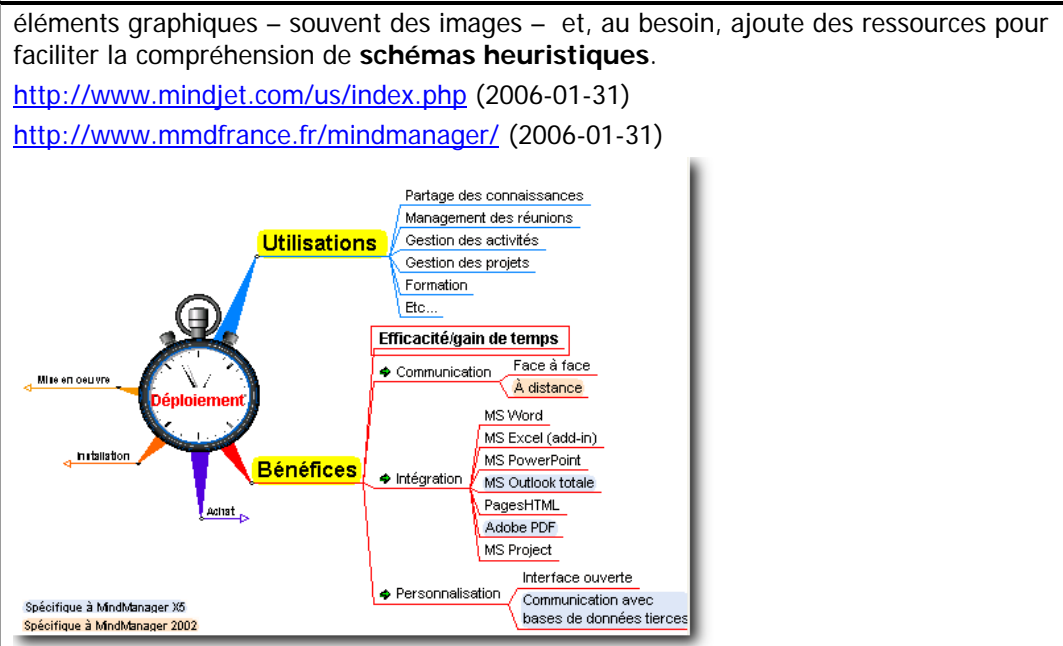 éléments graphiques – souvent des images – et, au besoin, ajoute des ressources pour
faciliter la compréhension de schémas heuristiques.
http://www.mindjet.com/us/index.php (2006-01-31)
http://www.mmdfrance.fr/mindmanager/ (2006-01-31)
Utilisations
Partage des connaissances
Management des réunions
Gestion des activités
Gestion des projets
Formation
Etc...
Déploiement
Mise en oeuvre
Installation
Achat
Bénéfices
Efficacité/gain de temps
Communication
Face à face
À distance
Intégration
MS Word
MS Excel (add-in)
MS PowerPoint
MS Outlook totale
PagesHTML
Adobe PDF
MS Project
Personnalisation
Interface ouverte
Communication avec
bases de données tierces
Spécifique à MindManager X5
Spécifique à MindManager 2002